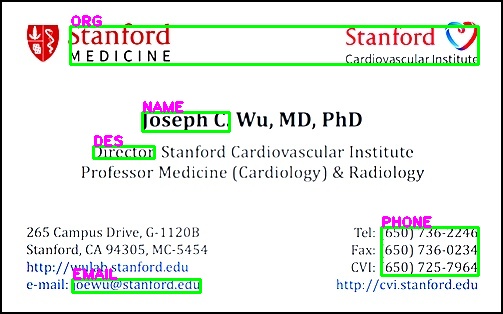 ORG
Stanford
MEDICINE
Stanford
Cardiovascular Institute
NAME
Joseph C. Wu, MD, PhD
DES
Director Stanford Cardiovascular Institute
Professor Medicine (Cardiology) & Radiology
265 Campus Drive, G-1120B
Stanford, CA 94305, MC-5454
http://wulab.stanford.edu
EMAIL
e-mail: joewu@stanford.edu
PHONE
Tel: (650) 736-2246
Fax: (650) 736-0234
CVI: (650) 725-7964
http://cvi.stanford.edu